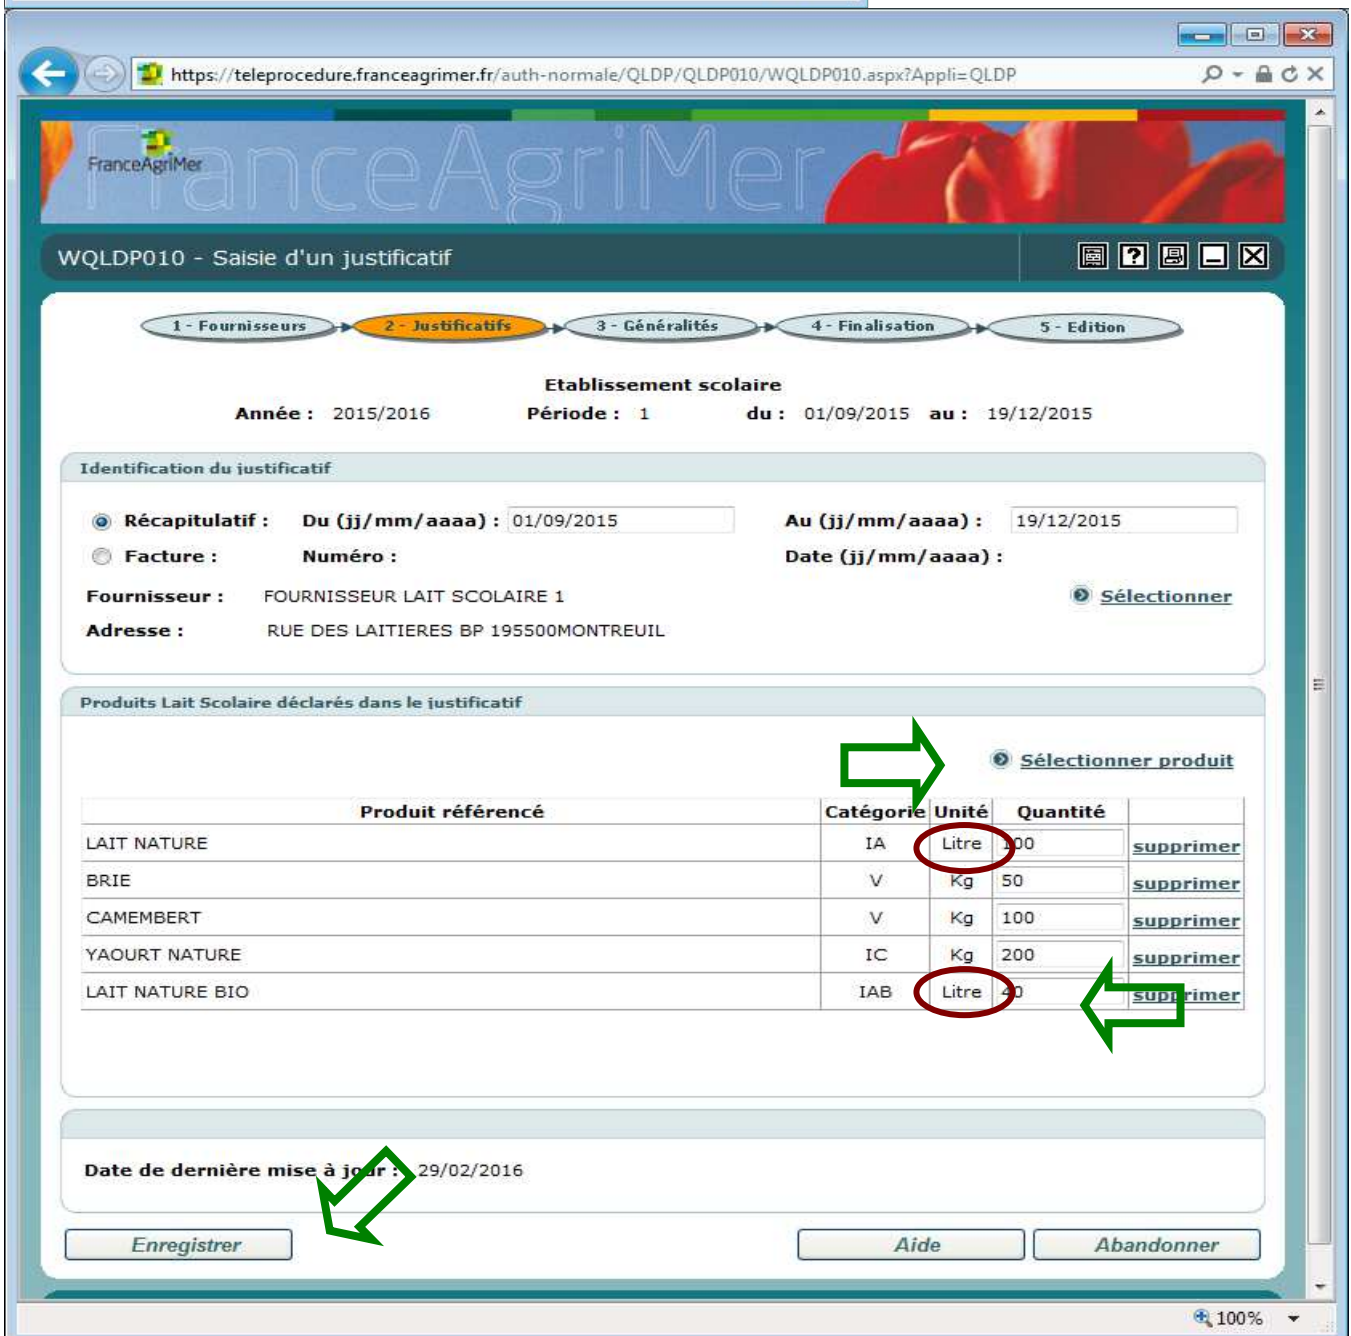 https://teleprocedure.franceagrimer.fr/auth-normale/QLDP/QLDP010/WQLDP010.aspx?Appli=QLDP
FranceAgriMer
FranceAgriMer
WQLDP010 - Saisie d'un justificatif
1 - Fournisseurs 2 - Justificatifs 3 - Généralités 4 - Finalisation 5 - Edition
Etablissement scolaire
Année : 2015/2016 Période : 1 du : 01/09/2015 au : 19/12/2015
Identification du justificatif
Récapitulatif : Du (jj/mm/aaaa) : 01/09/2015 Au (jj/mm/aaaa) : 19/12/2015
Facture : Numéro : Date (jj/mm/aaaa) :
Fournisseur : FOURNISSEUR LAIT SCOLAIRE 1 Sélectionner
Adresse : RUE DES LAITIERES BP 195500MONTREUIL
Produits Lait Scolaire déclarés dans le justificatif
Sélectionner produit
Produit référencé Catégorie Unité Quantité
LAIT NATURE IA Litre 100 supprimer
BRIE V Kg 50 supprimer
CAMEMBERT V Kg 100 supprimer
YAOURT NATURE IC Kg 200 supprimer
LAIT NATURE BIO IAB Litre 40 supprimer
Date de dernière mise à jour : 29/02/2016
Enregistrer Aide Abandonner
100%